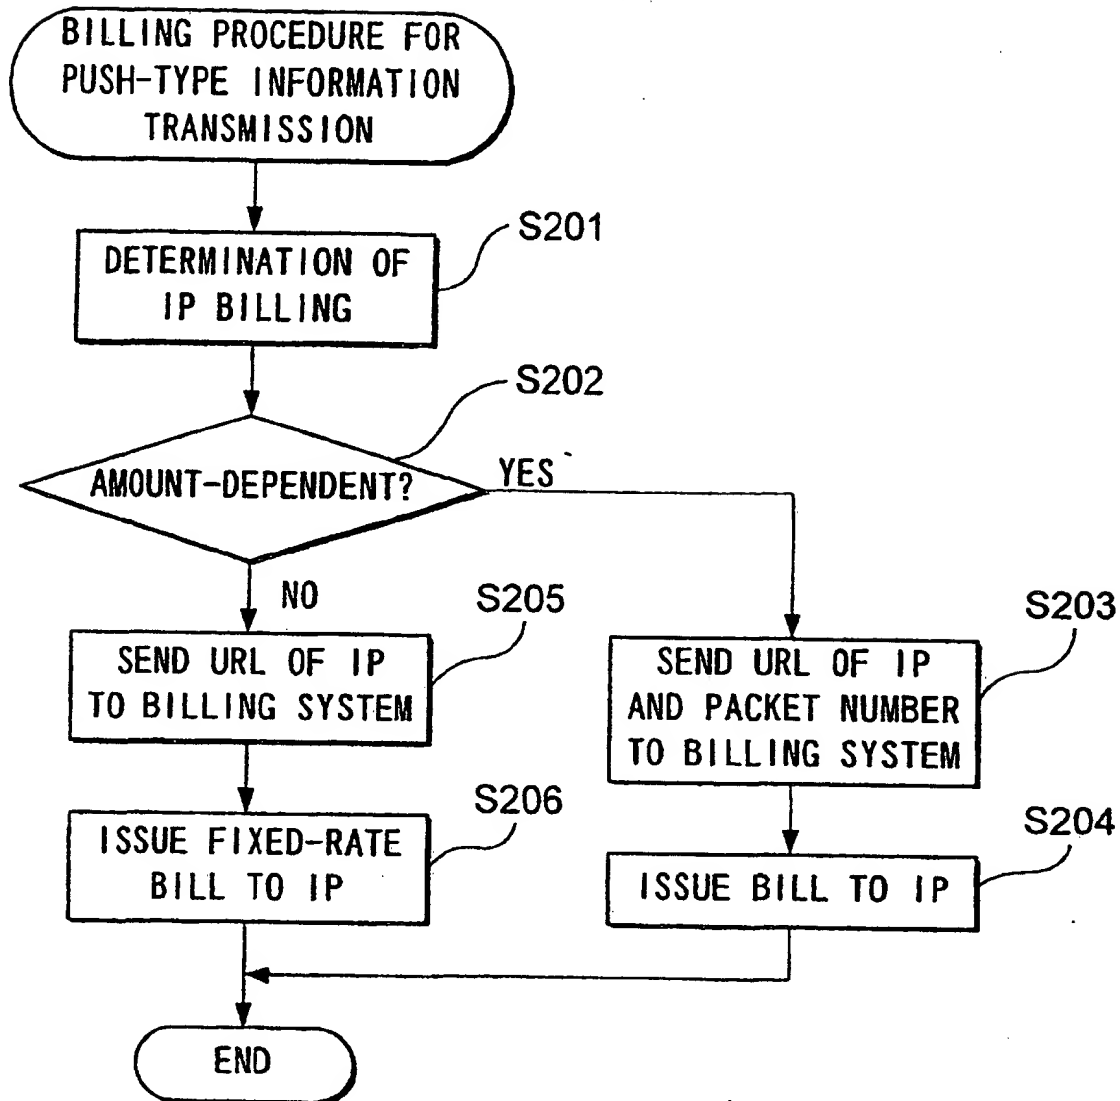 BILLING PROCEDURE FOR
PUSH-TYPE INFORMATION
TRANSMISSION
S201
DETERMINATION OF
IP BILLING
S202
AMOUNT-DEPENDENT?
YES
NO
S205
SEND URL OF IP
TO BILLING SYSTEM
S203
SEND URL OF IP
AND PACKET NUMBER
TO BILLING SYSTEM
S206
ISSUE FIXED-RATE
BILL TO IP
S204
ISSUE BILL TO IP
END